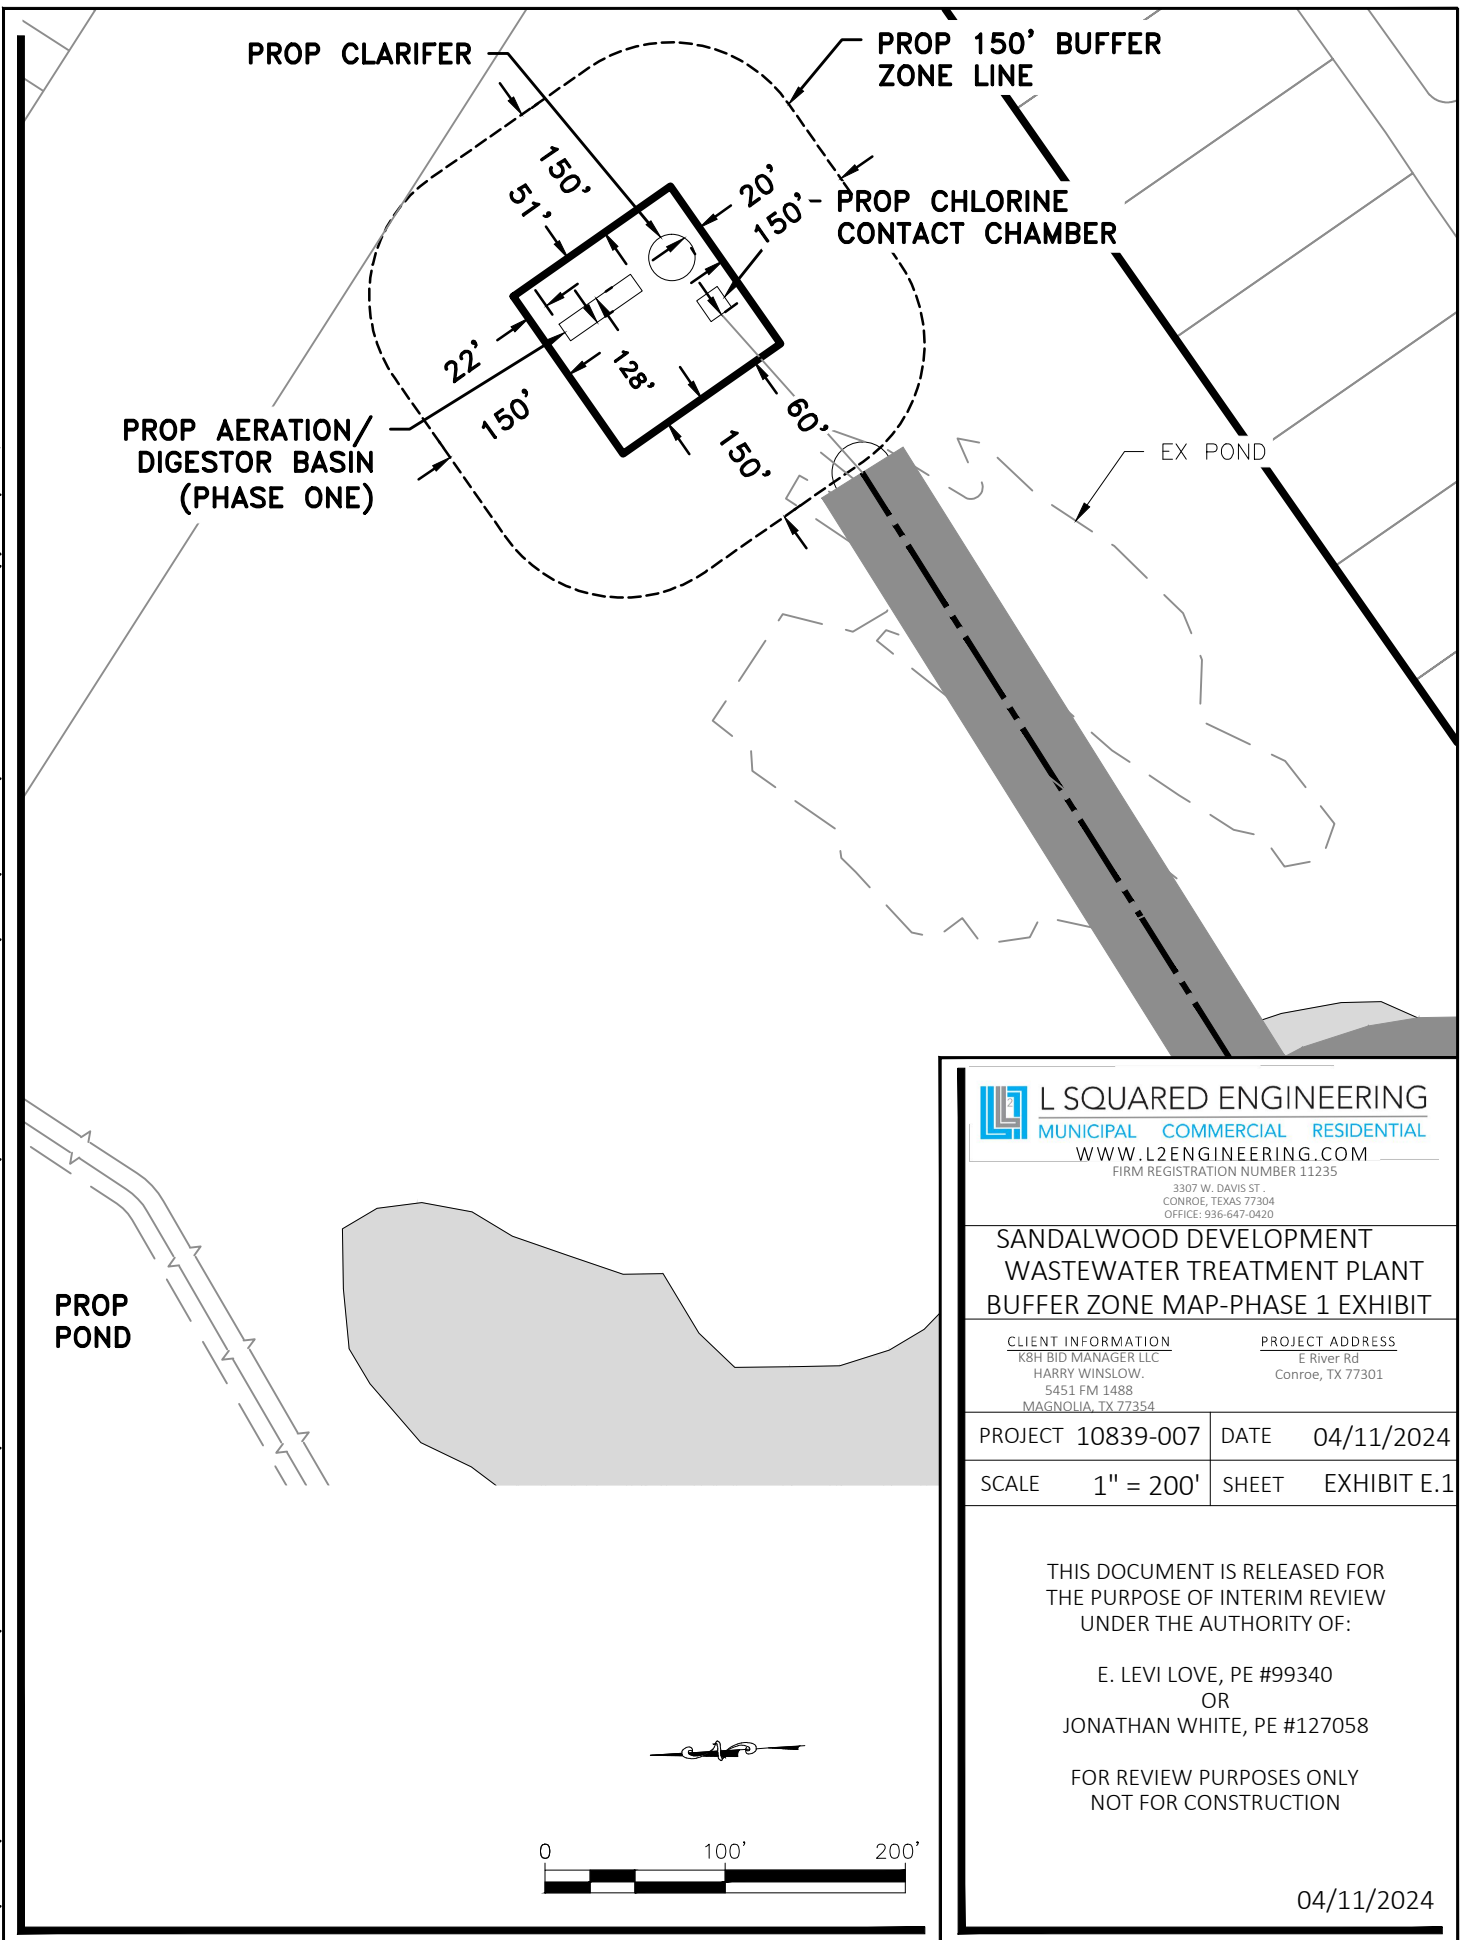 PROP CLARIFER
PROP 150' BUFFER
ZONE LINE
150'
51'
20'
150'
PROP CHLORINE
CONTACT CHAMBER
22'
150'
128'
60'
150'
PROP AERATION/
DIGESTOR BASIN
(PHASE ONE)
EX POND
PROP
POND
L SQUARED ENGINEERING
MUNICIPAL COMMERCIAL RESIDENTIAL
WWW.L2ENGINEERING.COM
FIRM REGISTRATION NUMBER 11235
3307 W. DAVIS ST .
CONROE, TEXAS 77304
OFFICE: 936-647-0420
SANDALWOOD DEVELOPMENT
WASTEWATER TREATMENT PLANT
BUFFER ZONE MAP-PHASE 1 EXHIBIT
CLIENT INFORMATION
K8H BID MANAGER LLC
HARRY WINSLOW.
5451 FM 1488
MAGNOLIA, TX 77354
PROJECT ADDRESS
E River Rd
Conroe, TX 77301
PROJECT 10839-007
DATE 04/11/2024
SCALE 1" = 200'
SHEET EXHIBIT E.1
THIS DOCUMENT IS RELEASED FOR
THE PURPOSE OF INTERIM REVIEW
UNDER THE AUTHORITY OF:
E. LEVI LOVE, PE #99340
OR
JONATHAN WHITE, PE #127058
FOR REVIEW PURPOSES ONLY
NOT FOR CONSTRUCTION
0 100' 200'
04/11/2024